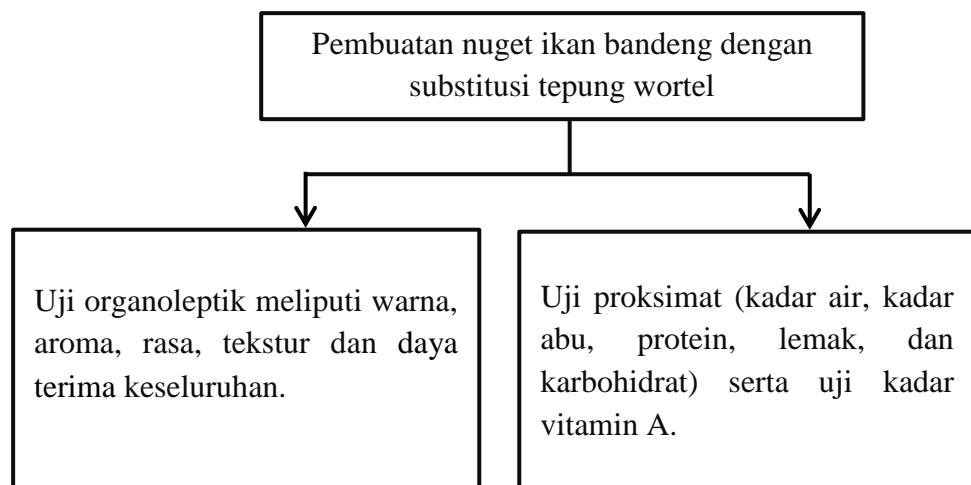 Pembuatan nuget ikan bandeng dengan
substitusi tepung wortel
Uji organoleptik meliputi warna,
aroma, rasa, tekstur dan daya
terima keseluruhan.
Uji proksimat (kadar air, kadar
abu, protein, lemak, dan
karbohidrat) serta uji kadar
vitamin A.